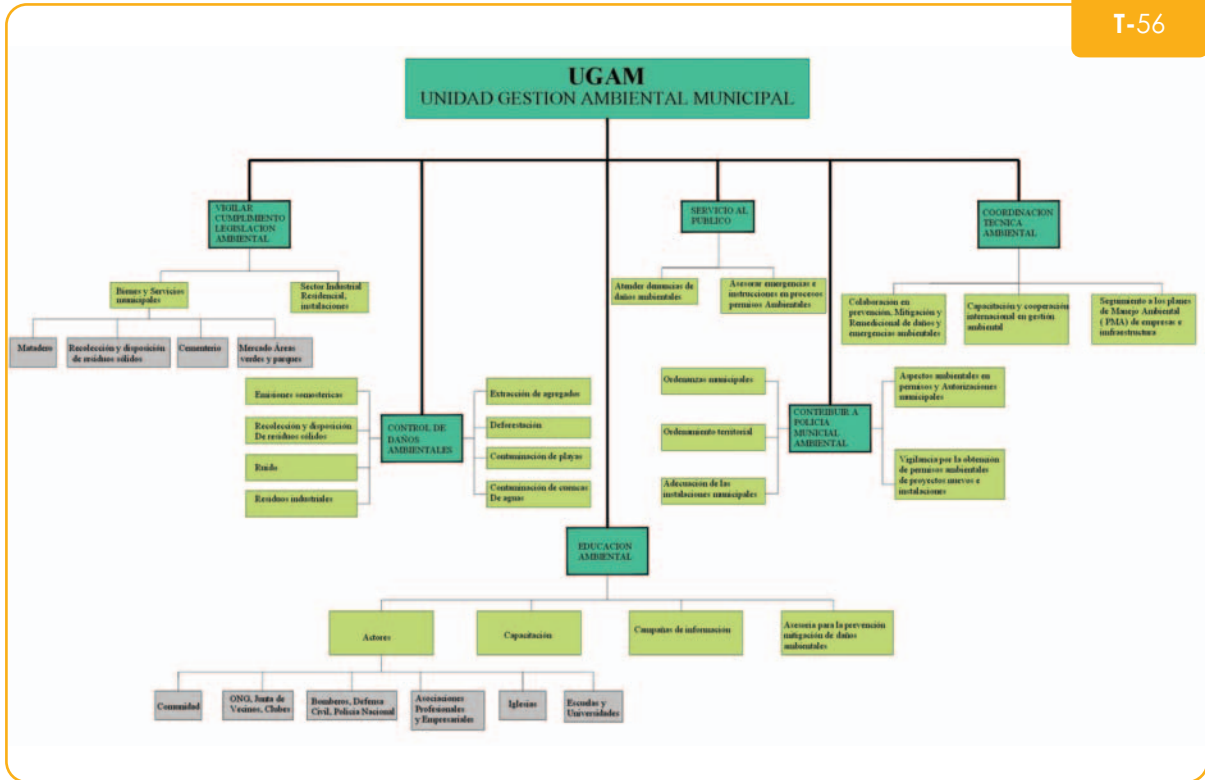 T-56
UGAM
UNIDAD GESTION AMBIENTAL MUNICIPAL
VIGILAR
CUMPLIMIENTO
LEGISLACION
AMBIENTAL
SERVICIO AL
PUBLICO
COORDINACION
TECNICA
AMBIENTAL
Bienes y Servicios
municipales
Sector Industrial
Residencial,
instalaciones
Atender denuncias de
daños ambientales
Asesorar emergencias e
instrucciones en procesos
permisos Ambientales
Colaboración en
prevención, Mitigación y
Remedicional de daños y
emergencias ambientales
Capacitación y cooperación
internacional en gestión
ambiental
Seguimiento a los planes
de Manejo Ambiental
( PMA) de empresas e
imfraestructura
Matadero
Recolección y disposición
de residuos sólidos
Cementerio
Mercado Áreas
verdes y parques
Emisiones somostericas
Recolección y disposición
De residuos sólidos
Ruido
Residuos industriales
CONTROL DE
DAÑOS
AMBIENTALES
Extracción de agregados
Deforestación
Contaminación de playas
Contaminación de cuencas
De aguas
Ordenanzas municipales
Ordenamiento territorial
Adecuación de las
instalaciones municipales
CONTRIBUIR A
POLICIA
MUNICIAL
AMBIENTAL
Aspectos ambientales en
permisos y Autorizaciones
municipales
Vigilancia por la obtención
de permisos ambientales
de proyectos nuevos e
instalaciones
EDUCACION
AMBIENTAL
Actores
Capacitación
Campañas de información
Asesoria para la prevención
mitigación de daños
ambientales
Comunidad
ONG, Junta de
Vecinos, Clubes
Bomberos, Defensa
Civil, Policía Nacional
Asociaciones
Profesionales
y Empresariales
Iglesias
Escuelas y
Universidades